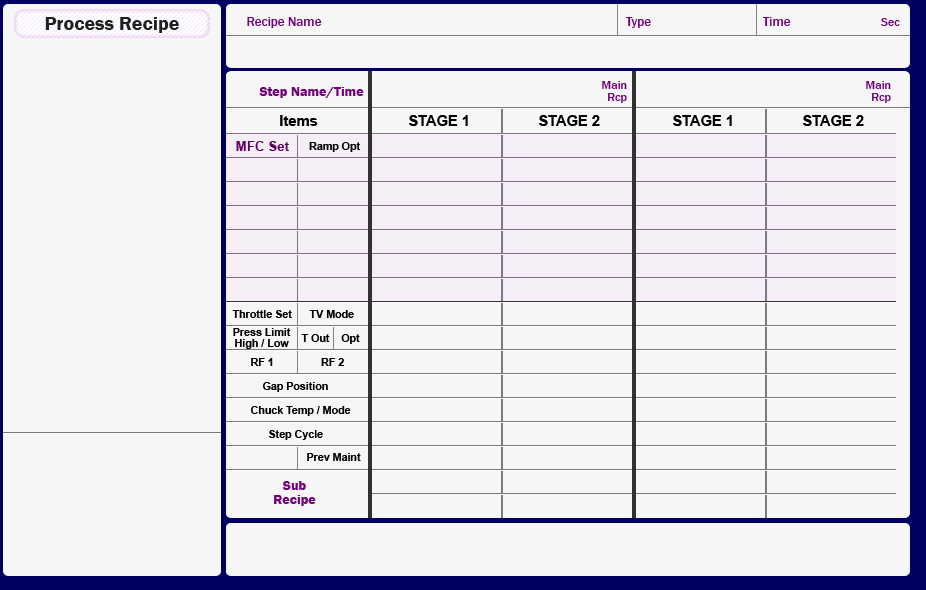 Process Recipe
Recipe Name Type Time Sec
Step Name/Time Main Rcp Main Rcp
Items STAGE 1 STAGE 2 STAGE 1 STAGE 2
MFC Set Ramp Opt
Throttle Set TV Mode
Press Limit
High / Low T Out Opt
RF 1 RF 2
Gap Position
Chuck Temp / Mode
Step Cycle
Prev Maint
Sub
Recipe